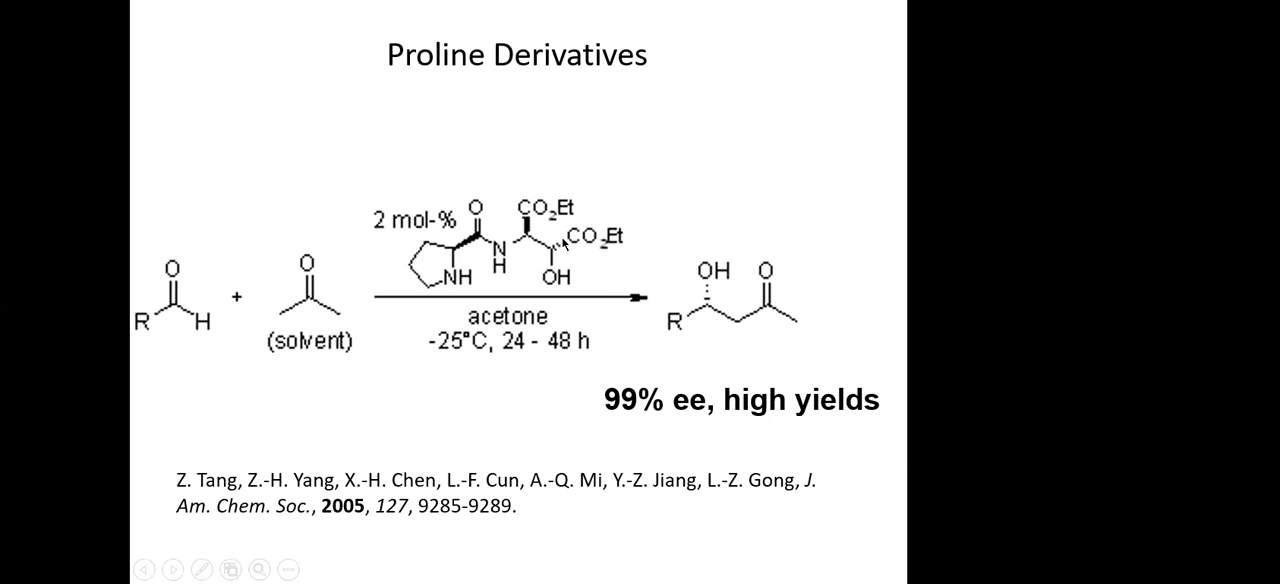 Proline Derivatives
2 mol-%
O
CO2Et
CO2Et
N
H
NH
OH
O
R
H
+
O
(solvent)
acetone
-25°C, 24 - 48 h
OH
O
R
99% ee, high yields
Z. Tang, Z.-H. Yang, X.-H. Chen, L.-F. Cun, A.-Q. Mi, Y.-Z. Jiang, L.-Z. Gong, J.
Am. Chem. Soc., 2005, 127, 9285-9289.